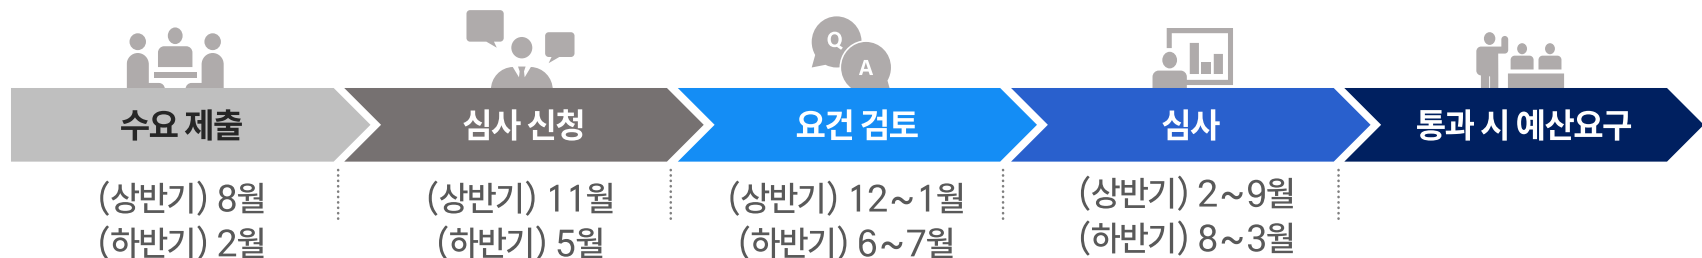 Q
A
수요 제출
심사 신청
요건 검토
심사
통과 시 예산요구
(상반기) 8월
(하반기) 2월
(상반기) 11월
(하반기) 5월
(상반기) 12~1월
(하반기) 6~7월
(상반기) 2~9월
(하반기) 8~3월